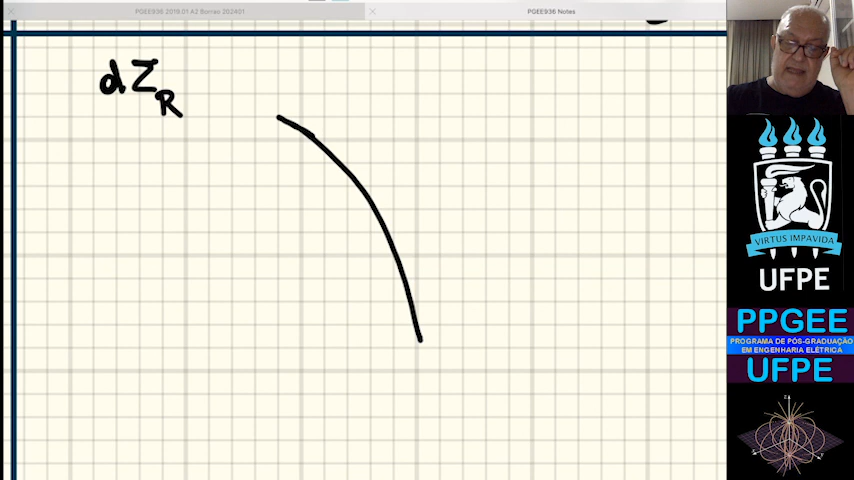 PGEE936 2019.01 A2 Borrao 202401
PGEE936 Notes
dZR
VIRTUS IMPAVIDA
UFPE
PPGEE
PROGRAMA DE PÓS-GRADUAÇÃO
EM ENGENHARIA ELÉTRICA
UFPE